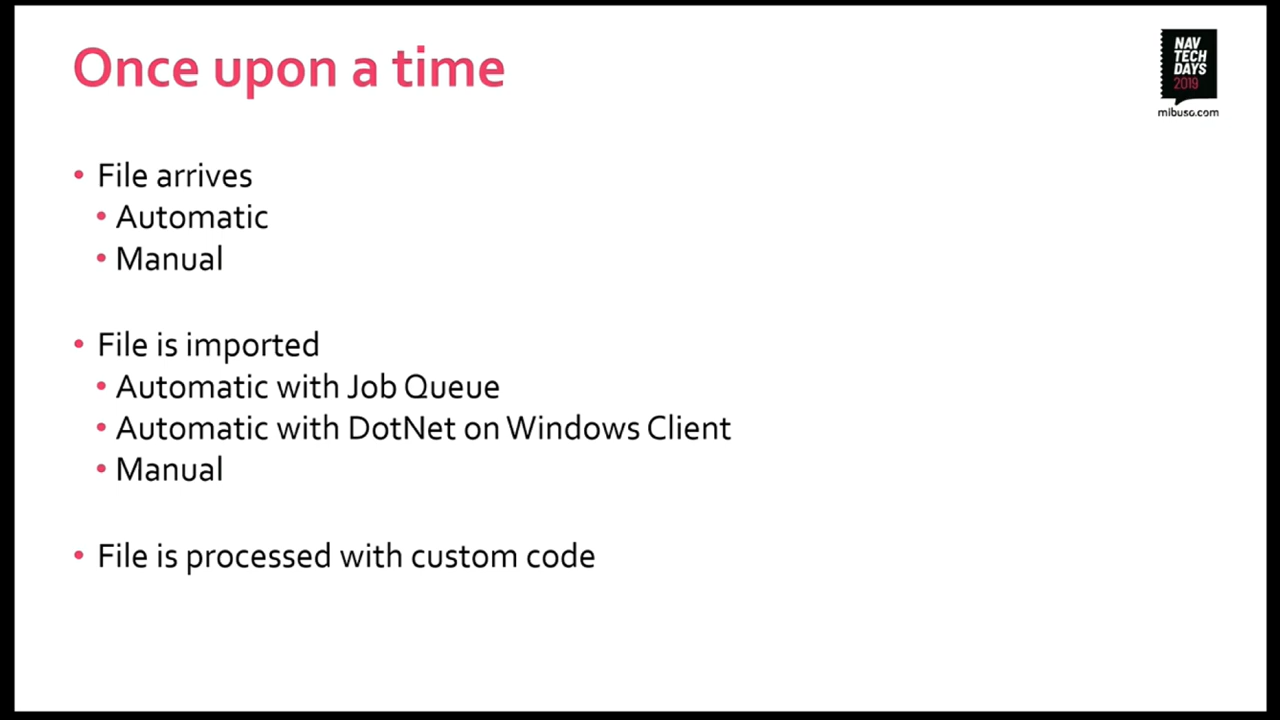 Once upon a time
NAV
TECH
DAYS
2019
mibuso.com
• File arrives
• Automatic
• Manual
• File is imported
• Automatic with Job Queue
• Automatic with DotNet on Windows Client
• Manual
• File is processed with custom code